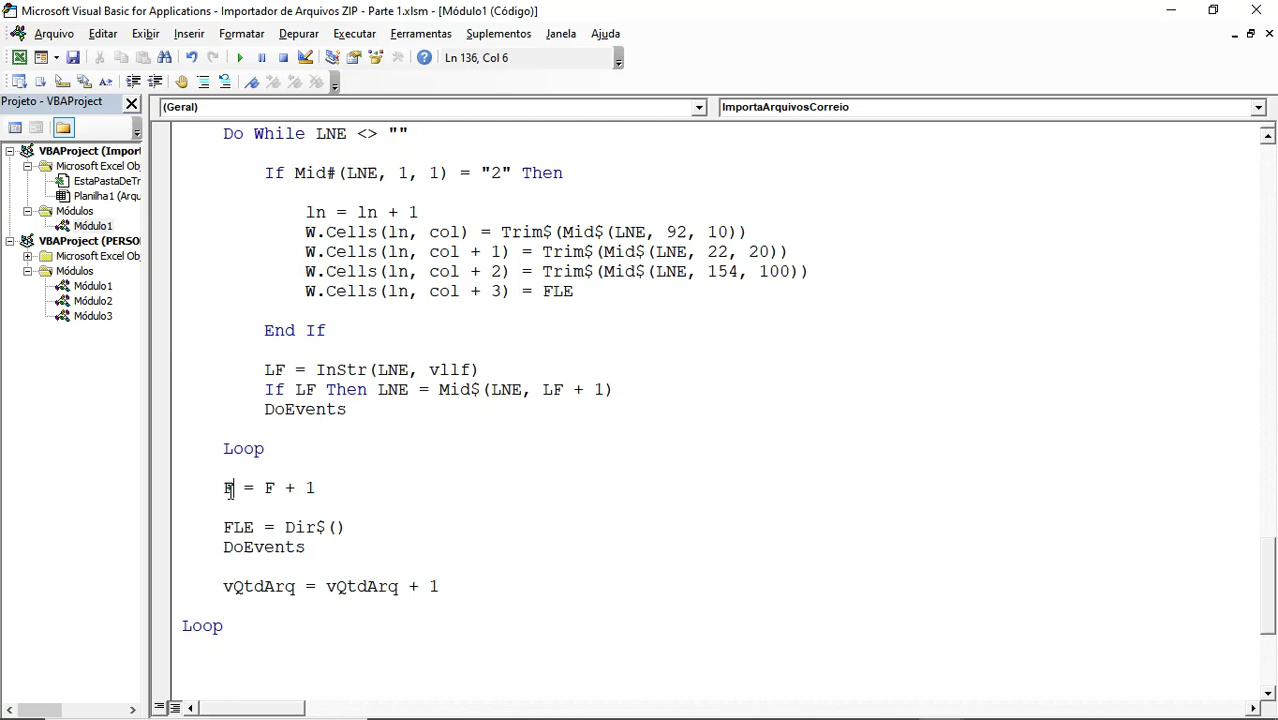 Microsoft Visual Basic for Applications - Importador de Arquivos ZIP - Parte 1.xlsm - [Módulo1 (Código)]
Arquivo Editar Exibir Inserir Formatar Depurar Executar Ferramentas Suplementos Janela Ajuda
Ln 136, Col 6
Projeto - VBAProject
(Geral)
ImportaArquivosCorreio
VBAProject (Import
Microsoft Excel Obj
EstaPastaDeTr
Planilha1 (Arqu
Módulos
Módulo1
VBAProject (PERSO
Microsoft Excel Obj
Módulos
Módulo1
Módulo2
Módulo3
Do While LNE <> ""
If Mid#(LNE, 1, 1) = "2" Then
ln = ln + 1
W.Cells(ln, col) = Trim$(Mid$(LNE, 92, 10))
W.Cells(ln, col + 1) = Trim$(Mid$(LNE, 22, 20))
W.Cells(ln, col + 2) = Trim$(Mid$(LNE, 154, 100))
W.Cells(ln, col + 3) = FLE
End If
LF = InStr(LNE, vllf)
If LF Then LNE = Mid$(LNE, LF + 1)
DoEvents
Loop
F = F + 1
FLE = Dir$()
DoEvents
vQtdArq = vQtdArq + 1
Loop